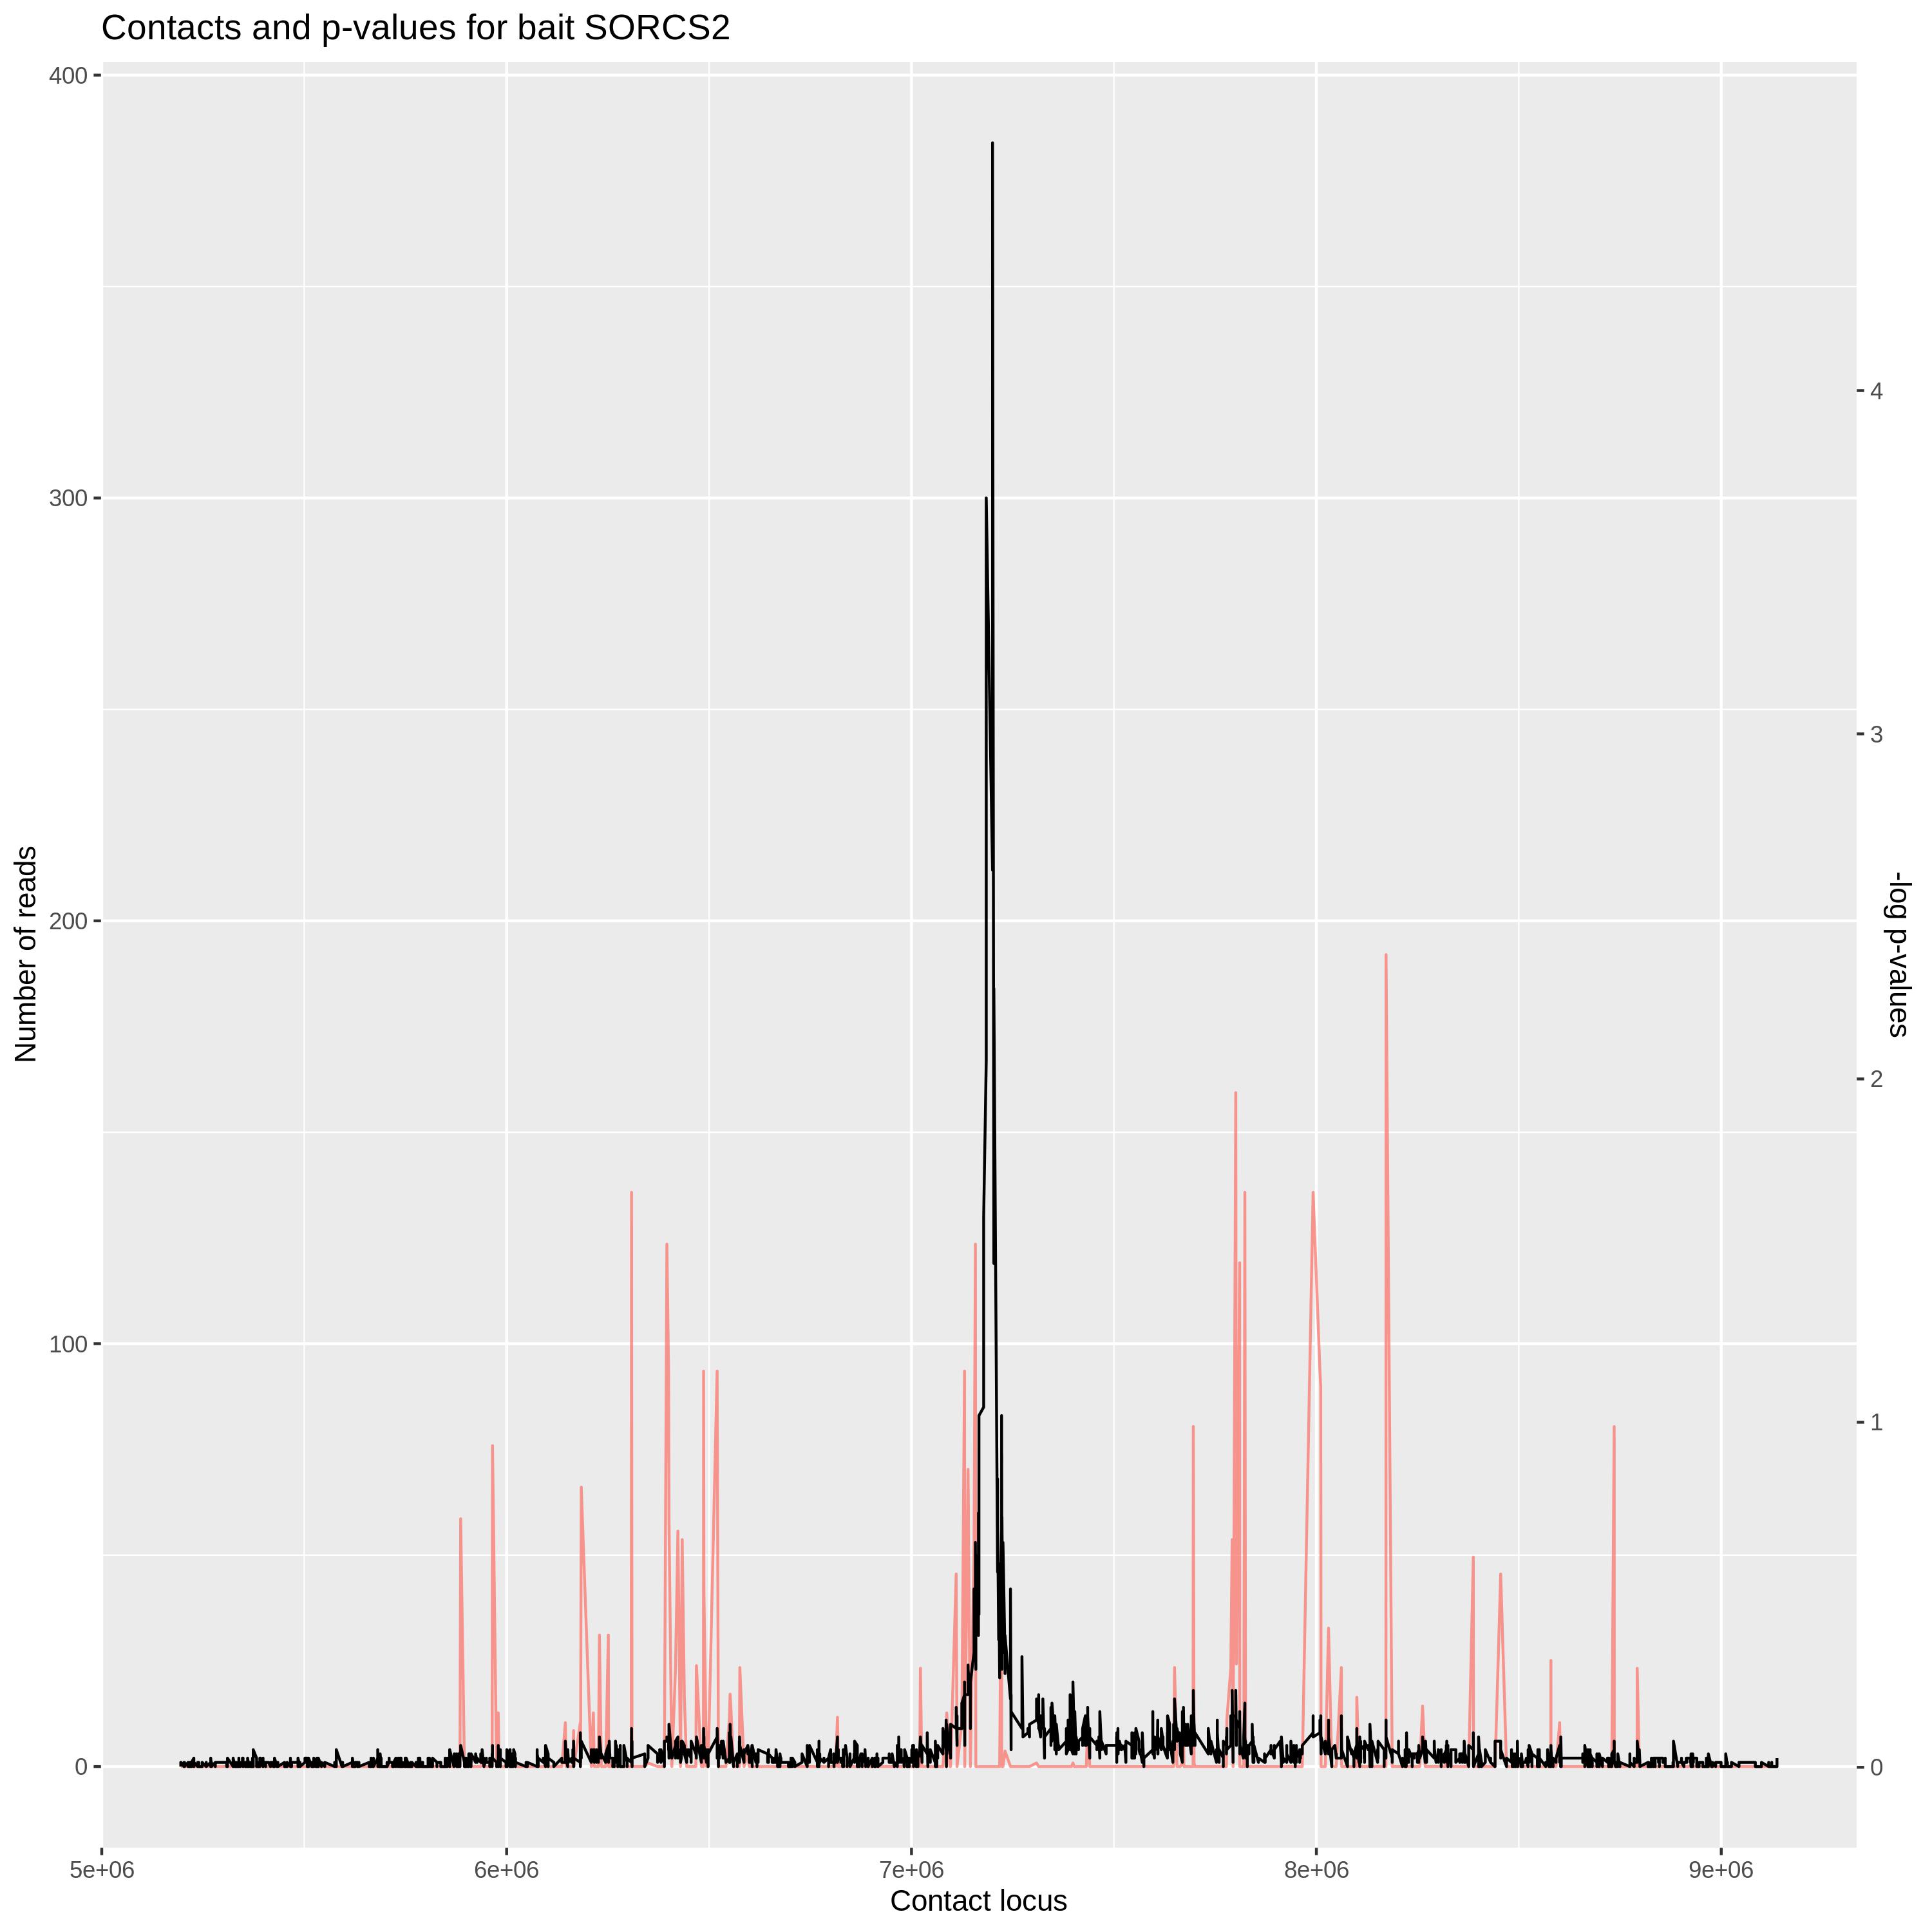 Contacts and p-values for bait SORCS2
400
300
200
100
0
Number of reads
4
3
2
1
0
-log p-values
5e+06 6e+06 7e+06 8e+06 9e+06
Contact locus